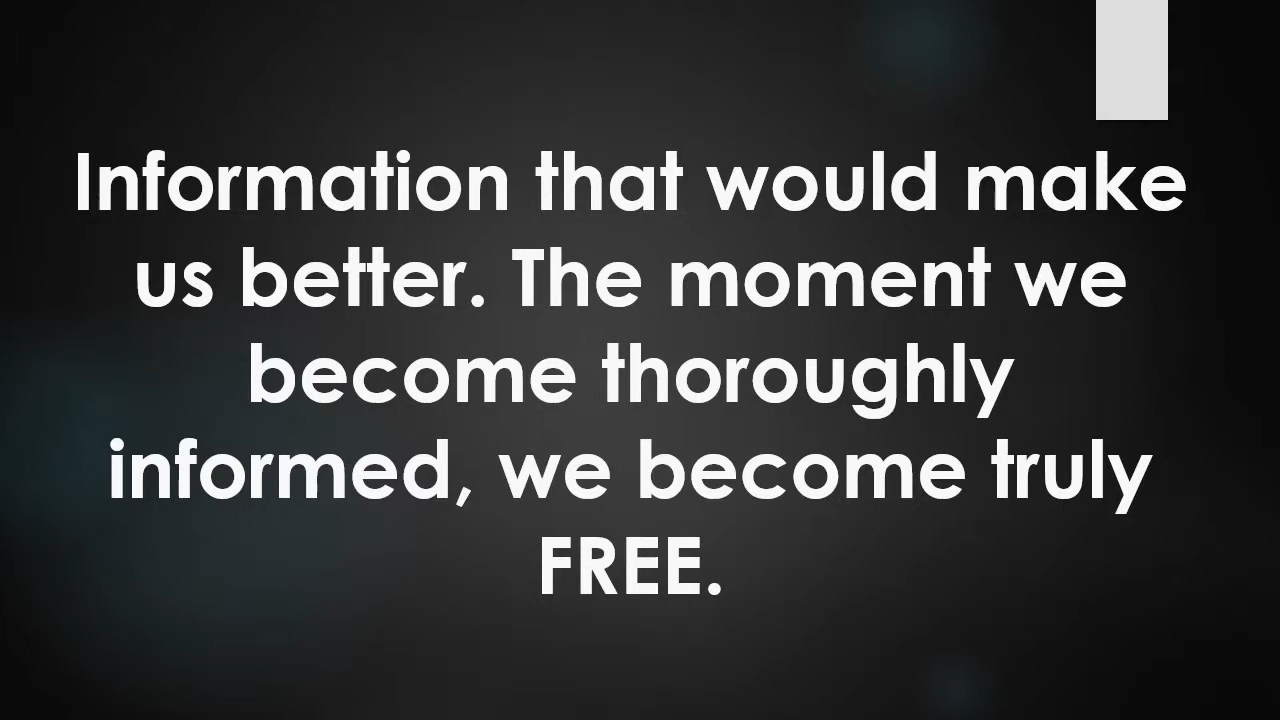 Information that would make
us better. The moment we
become thoroughly
informed, we become truly
FREE.